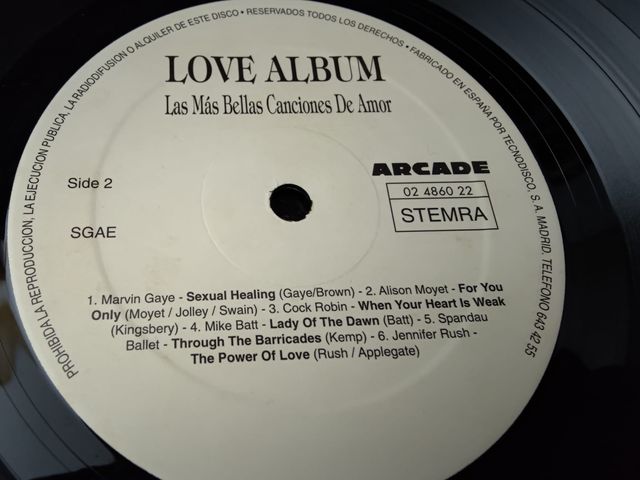 PROHIBIDA LA REPRODUCCION, LA EJECUCION PUBLICA, LA RADIODIFUSION O ALQUILER DE ESTE DISCO • RESERVADOS TODOS LOS DERECHOS • FABRICADO EN ESPAÑA POR TECNODISCO, S. A. MADRID. TELEFONO 643 42 55
LOVE ALBUM
Las Más Bellas Canciones De Amor
ARCADE
Side 2
02 4860 22
STEMRA
SGAE
1. Marvin Gaye - Sexual Healing (Gaye/Brown) - 2. Alison Moyet - For You
Only (Moyet / Jolley / Swain) - 3. Cock Robin - When Your Heart Is Weak
(Kingsbery) - 4. Mike Batt - Lady Of The Dawn (Batt) - 5. Spandau
Ballet - Through The Barricades (Kemp) - 6. Jennifer Rush -
The Power Of Love (Rush / Applegate)